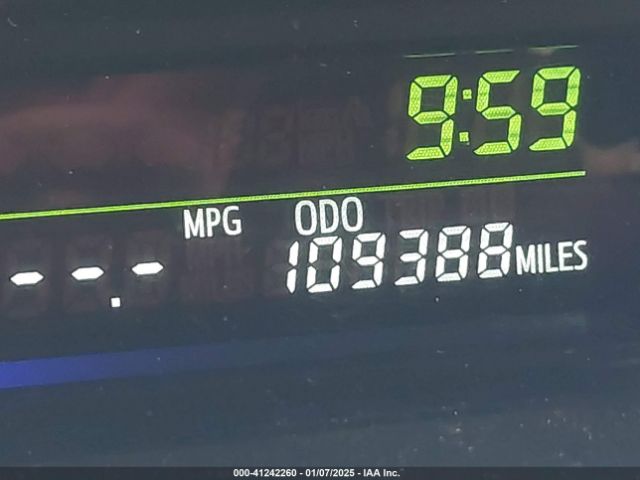 9:59
MPG ODO
--.- 109388 MILES
000-41242260 - 01/07/2025 - IAA Inc.